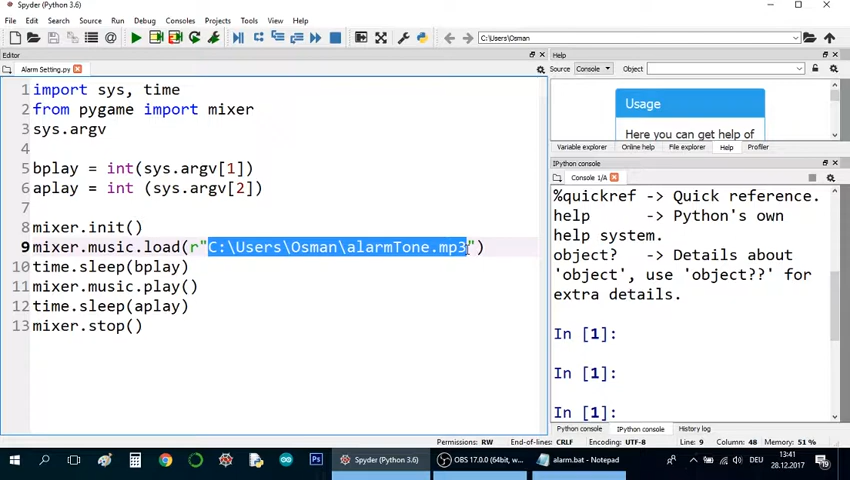 Spyder (Python 3.6)
File Edit Search Source Run Debug Consoles Projects Tools View Help
C:\Users\Osman
Editor
Alarm Setting.py
1 import sys, time
2 from pygame import mixer
3 sys.argv
4
5 bplay = int(sys.argv[1])
6 aplay = int (sys.argv[2])
7
8 mixer.init()
9 mixer.music.load(r"C:\Users\Osman\alarmTone.mp3")
10 time.sleep(bplay)
11 mixer.music.play()
12 time.sleep(aplay)
13 mixer.stop()
Help
Source Console Object
Usage
Here you can get help of
Variable explorer Online help File explorer Help Profiler
IPython console
Console 1/A
%quickref -> Quick reference.
help -> Python's own
help system.
object? -> Details about
'object', use 'object??' for
extra details.
In [1]:
In [1]:
In [1]:
Python console IPython console History log
Permissions: RW End-of-lines: CRLF Encoding: UTF-8 Line: 9 Column: 48 Memory: 51 %
Spyder (Python 3.6) OBS 17.0.0 (64bit, w... alarm.bat - Notepad DEU 13:41
28.12.2017
19